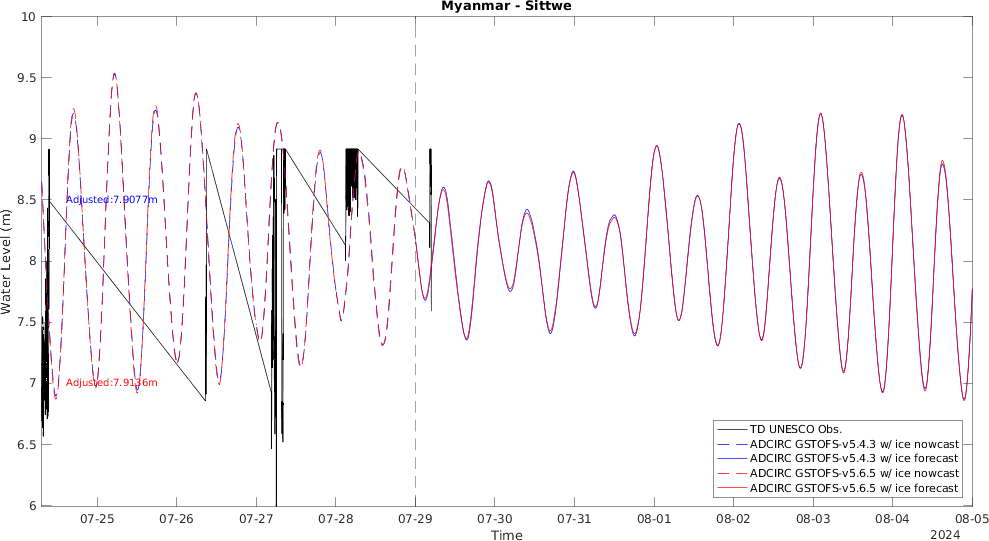 Myanmar - Sittwe
10
9.5
9
8.5
8
7.5
7
6.5
6
Water Level (m)
Adjusted:7.9077m
Adjusted:7.9136m
TD UNESCO Obs.
ADCIRC GSTOFS-v5.4.3 w/ ice nowcast
ADCIRC GSTOFS-v5.4.3 w/ ice forecast
ADCIRC GSTOFS-v5.6.5 w/ ice nowcast
ADCIRC GSTOFS-v5.6.5 w/ ice forecast
07-25 07-26 07-27 07-28 07-29 07-30 07-31 08-01 08-02 08-03 08-04 08-05
Time
2024